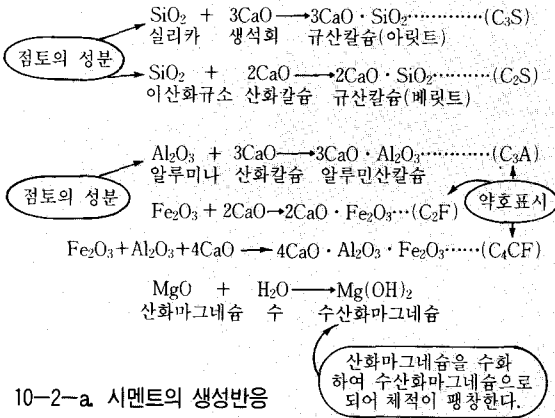 SiO₂ + 3CaO → 3CaO · SiO₂ ············ (C₃S)
실리카 생석회 규산칼슘(아릿트)
점토의 성분
SiO₂ + 2CaO → 2CaO · SiO₂ ·········· (C₂S)
이산화규소 산화칼슘 규산칼슘(베릿트)
Al₂O₃ + 3CaO → 3CaO · Al₂O₃ ············ (C₃A)
알루미나 산화칼슘 알루민산칼슘
점토의 성분
약호표시
Fe₂O₃ + 2CaO → 2CaO · Fe₂O₃ ··· (C₂F)
Fe₂O₃ + Al₂O₃ + 4CaO → 4CaO · Al₂O₃ · Fe₂O₃ ······ (C₄CF)
MgO + H₂O → Mg(OH)₂
산화마그네슘 수 수산화마그네슘
산화마그네슘을 수화
하여 수산화마그네슘으로
되어 체적이 팽창한다.
10-2-a 시멘트의 생성반응